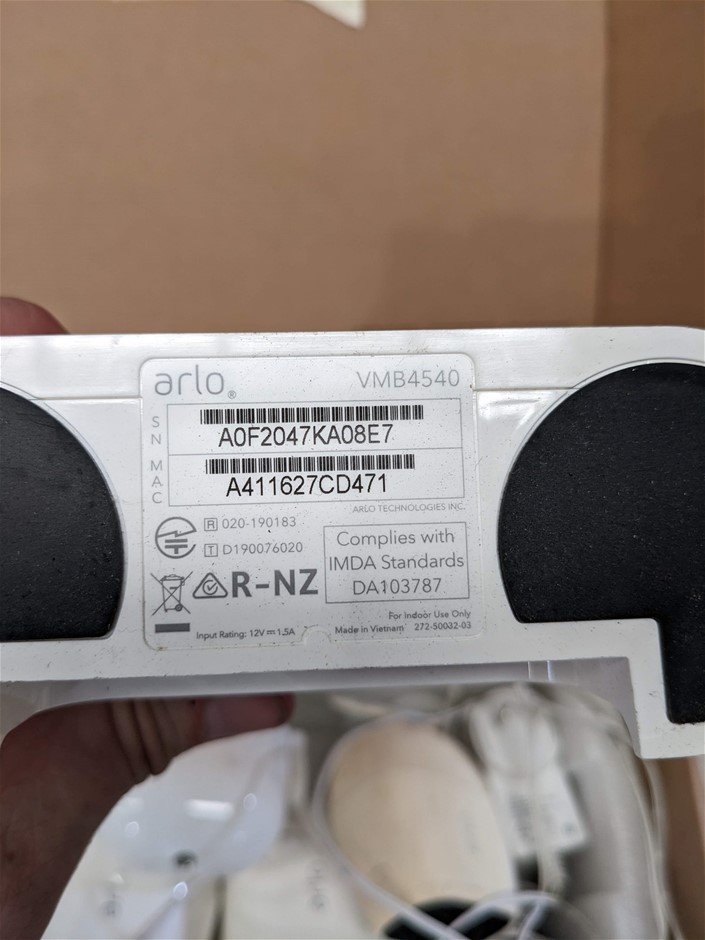 arlo®
VMB4540
SN
A0F2047KA08E7
MAC
A411627CD471
ARLO TECHNOLOGIES INC.
R 020-190183
T D190076020
Complies with
IMDA Standards
DA103787
R-NZ
For Indoor Use Only
Input Rating: 12V⎓1.5A
Made in Vietnam 272-50032-03